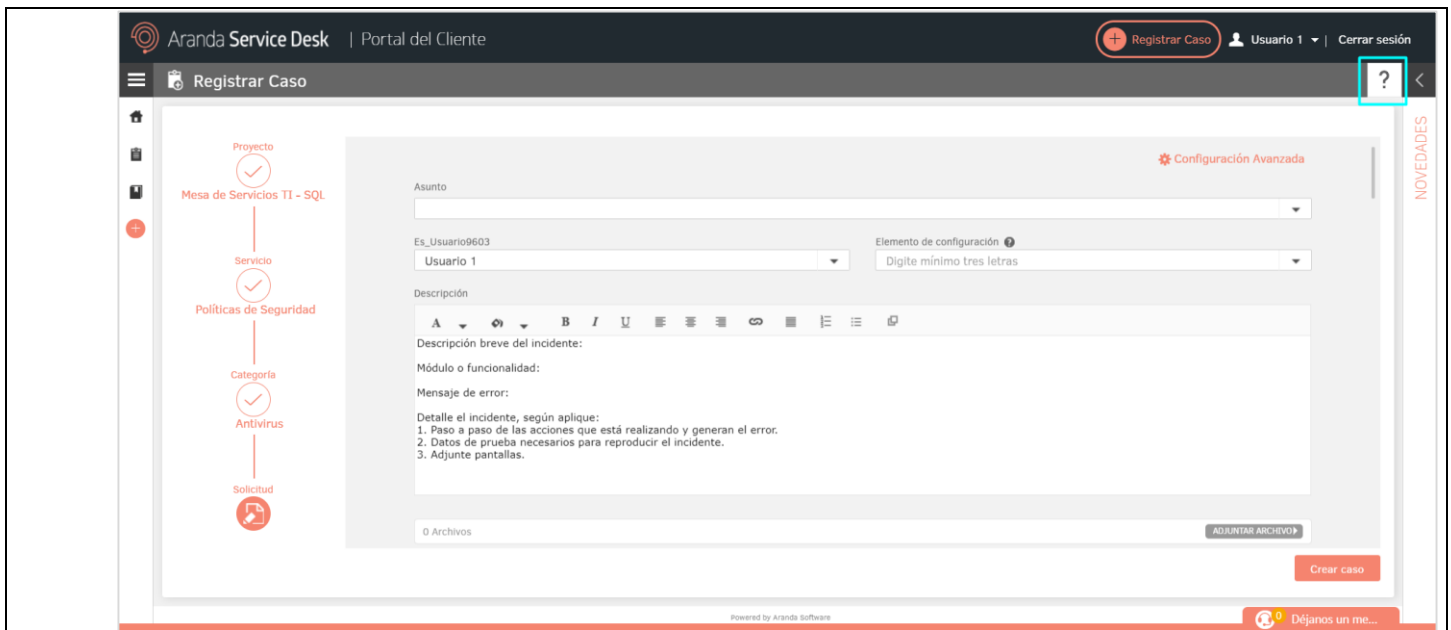 Aranda Service Desk | Portal del Cliente
Registrar Caso
Usuario 1 | Cerrar sesión
Registrar Caso
?
NOVEDADES
Proyecto
Mesa de Servicios TI - SQL
Servicio
Políticas de Seguridad
Categoría
Antivirus
Solicitud
Configuración Avanzada
Asunto
Es_Usuario9603
Usuario 1
Elemento de configuración ?
Digite mínimo tres letras
Descripción
A B I U
Descripción breve del incidente:
Módulo o funcionalidad:
Mensaje de error:
Detalle el incidente, según aplique:
1. Paso a paso de las acciones que está realizando y generan el error.
2. Datos de prueba necesarios para reproducir el incidente.
3. Adjunte pantallas.
0 Archivos
ADJUNTAR ARCHIVO
Crear caso
Powered by Aranda Software
0 Déjanos un me...